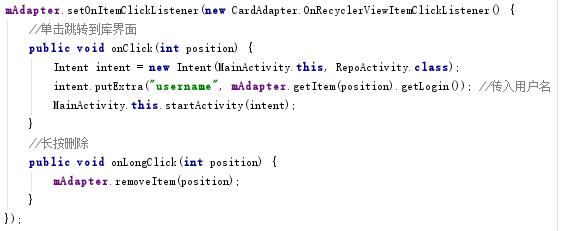 mAdapter.setOnItemClickListener(new CardAdapter.OnRecyclerViewItemClickListener() {
    //单击跳转到库界面
    public void onClick(int position) {
        Intent intent = new Intent(MainActivity.this, RepoActivity.class);
        intent.putExtra("username", mAdapter.getItem(position).getLogin()); //传入用户名
        MainActivity.this.startActivity(intent);
    }
    //长按删除
    public void onLongClick(int position) {
        mAdapter.removeItem(position);
    }
});